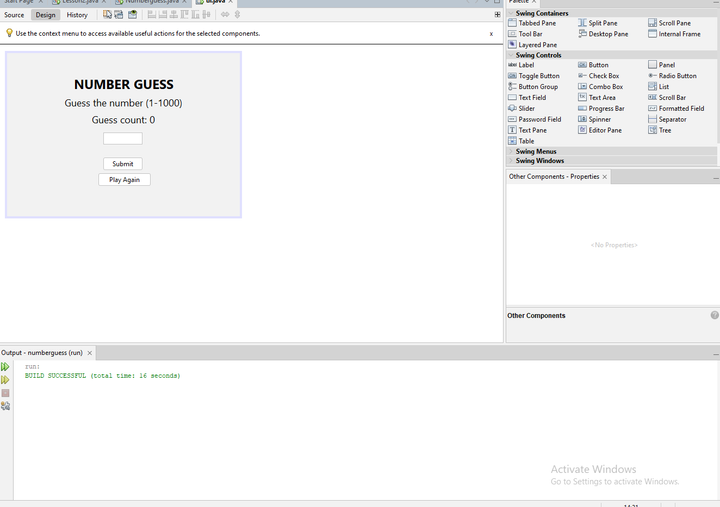 Start Page Lesson2.java Numberguess.java ui.java Palette
Source Design History
Use the context menu to access available useful actions for the selected components. x
NUMBER GUESS
Guess the number (1-1000)
Guess count: 0
Submit
Play Again
Swing Containers
Tabbed Pane Split Pane Scroll Pane
Tool Bar Desktop Pane Internal Frame
Layered Pane
Swing Controls
label Label Button Panel
Toggle Button Check Box Radio Button
Button Group Combo Box List
Text Field Text Area Scroll Bar
Slider Progress Bar Formatted Field
Password Field Spinner Separator
Text Pane Editor Pane Tree
Table
Swing Menus
Swing Windows
Other Components - Properties
<No Properties>
Other Components
Output - numberguess (run)
run:
BUILD SUCCESSFUL (total time: 16 seconds)
Activate Windows
Go to Settings to activate Windows.